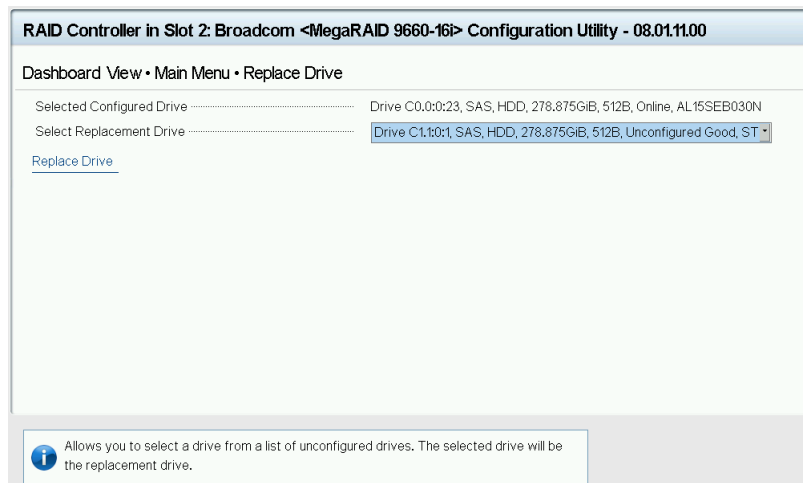 RAID Controller in Slot 2: Broadcom <MegaRAID 9660-16i> Configuration Utility - 08.01.11.00
Dashboard View • Main Menu • Replace Drive
Selected Configured Drive Drive C0.0:0:23, SAS, HDD, 278.875GiB, 512B, Online, AL15SEB030N
Select Replacement Drive Drive C1.1:0:1, SAS, HDD, 278.875GiB, 512B, Unconfigured Good, ST
Replace Drive
Allows you to select a drive from a list of unconfigured drives. The selected drive will be
the replacement drive.